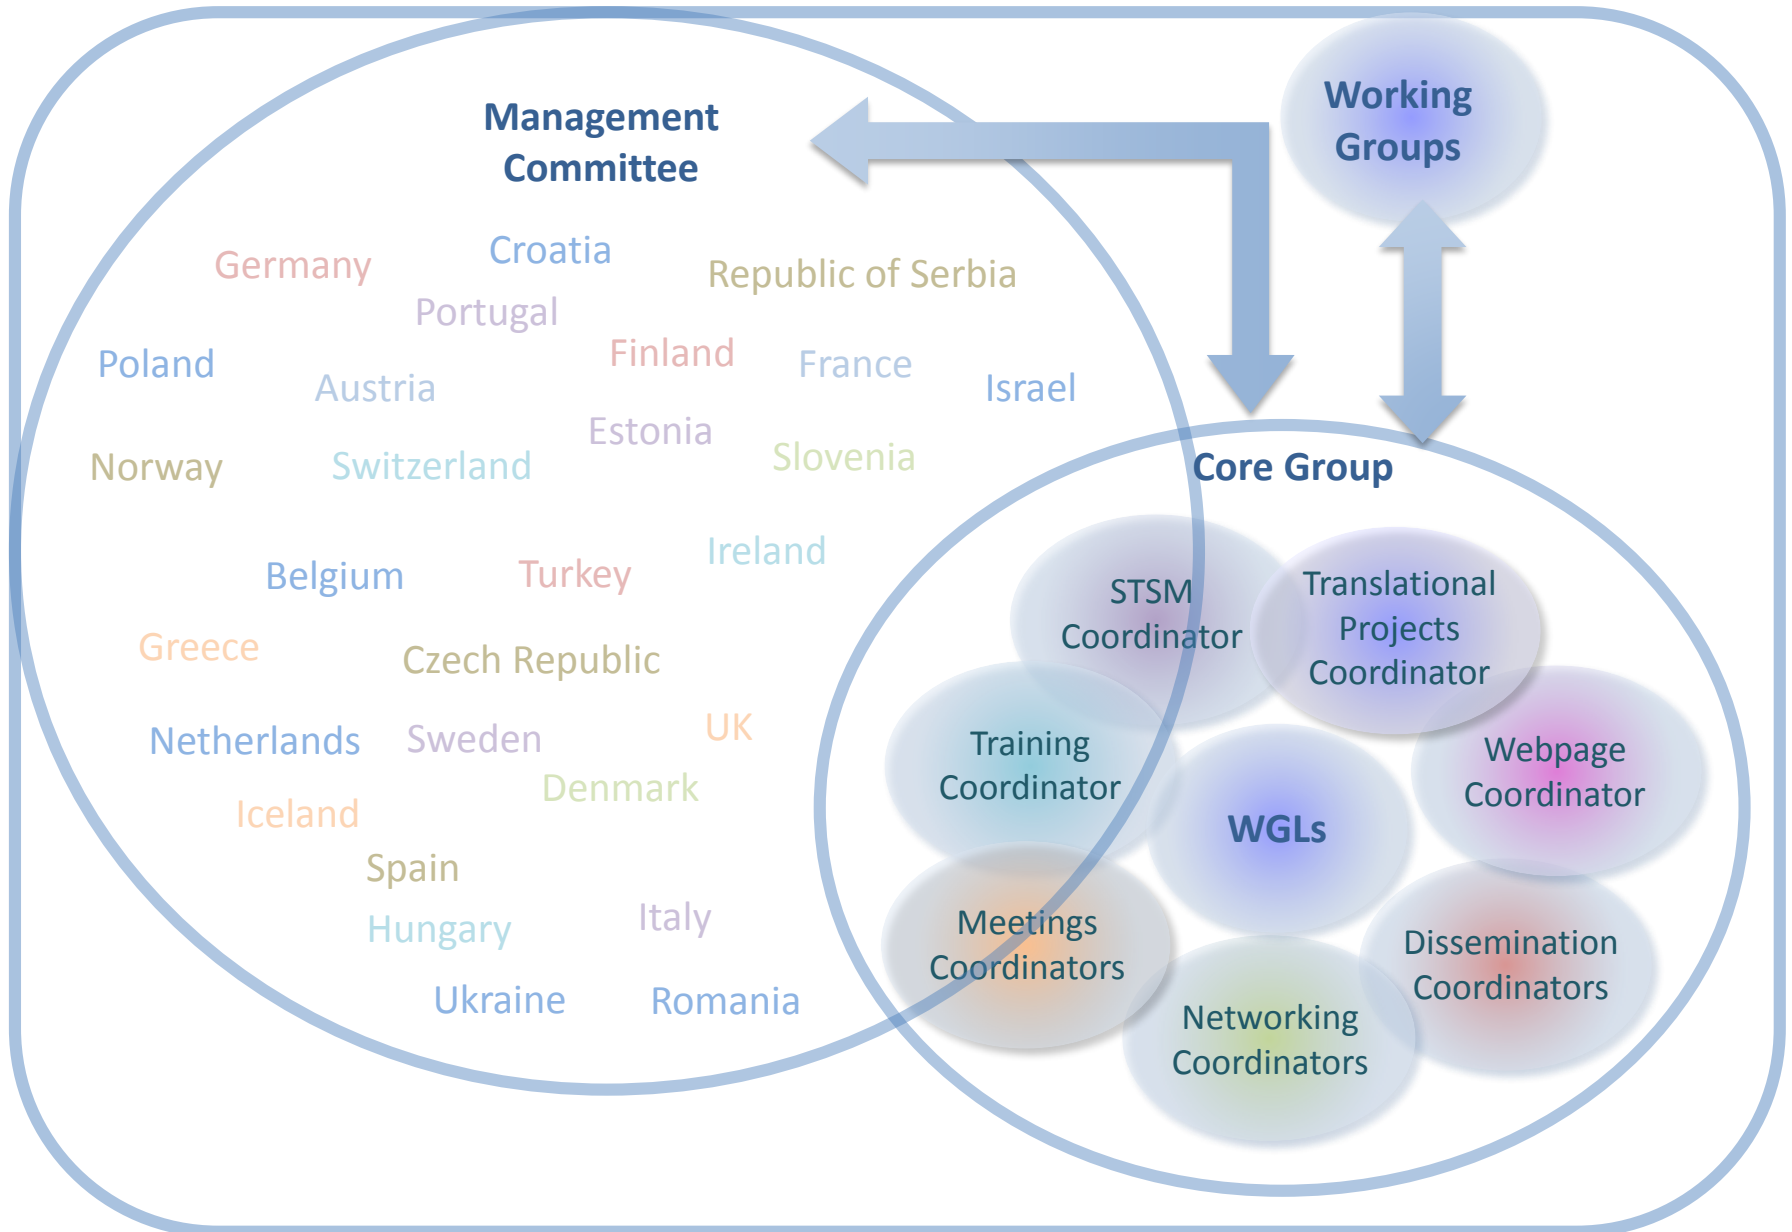 Management
Committee
Working
Groups
Germany
Croatia
Republic of Serbia
Portugal
Poland
Austria
Finland
France
Israel
Norway
Switzerland
Estonia
Slovenia
Belgium
Turkey
Ireland
Greece
Czech Republic
Netherlands
Sweden
UK
Iceland
Denmark
Spain
Hungary
Italy
Ukraine
Romania
Core Group
STSM
Coordinator
Translational
Projects
Coordinator
Training
Coordinator
WGLs
Webpage
Coordinator
Meetings
Coordinators
Networking
Coordinators
Dissemination
Coordinators